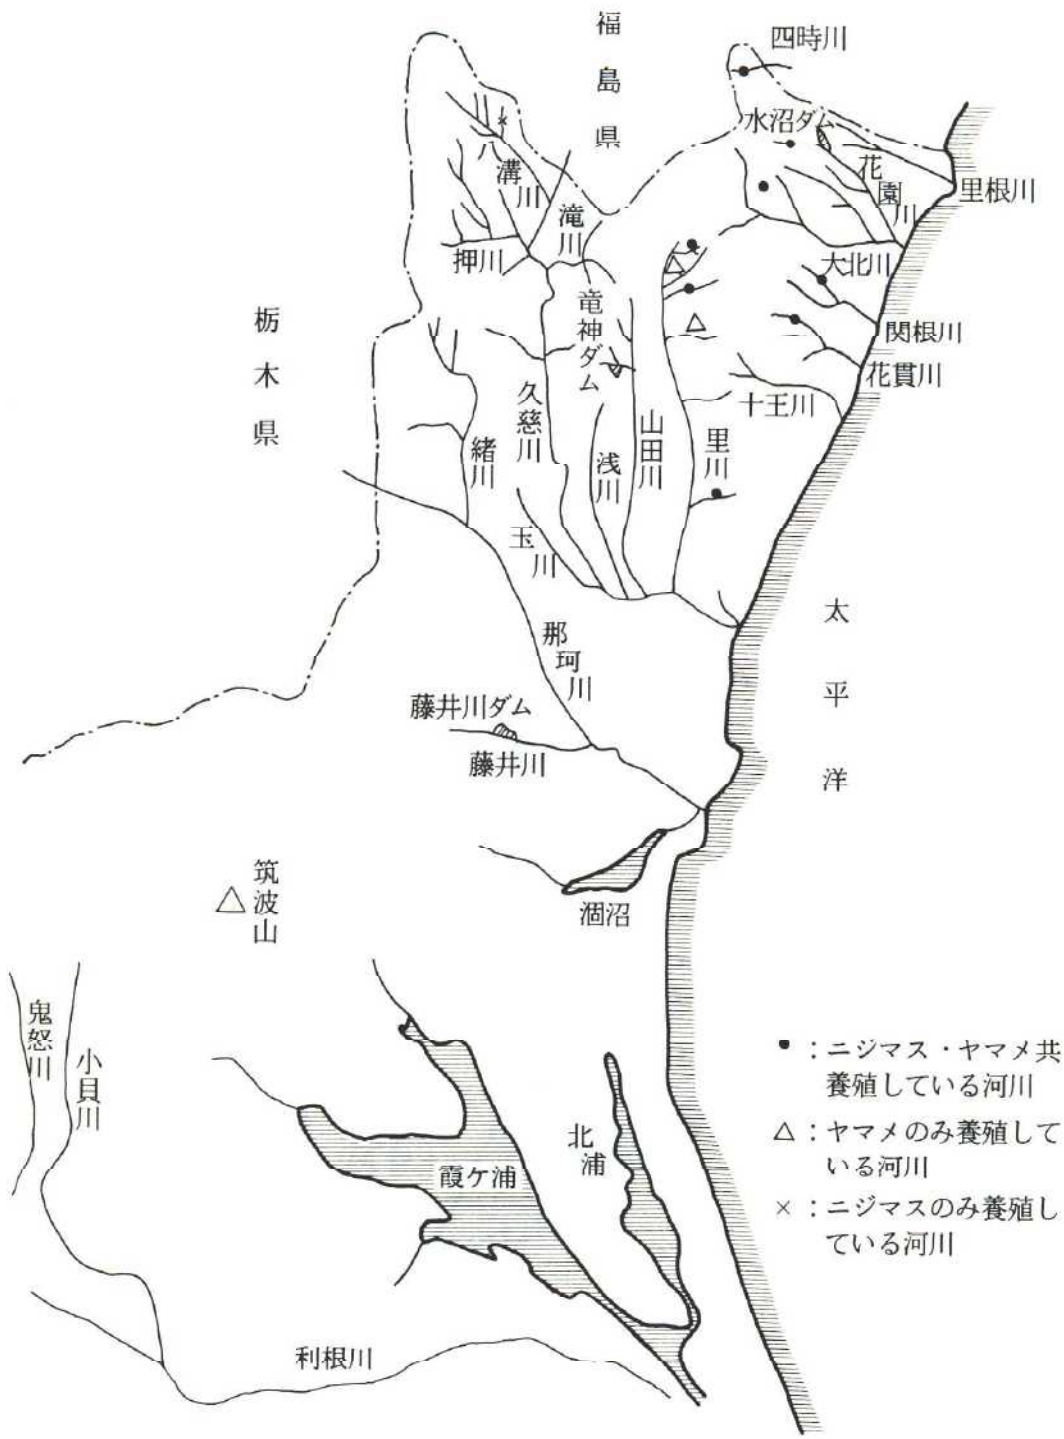 福島県
四時川
水沼ダム
花園川
里根川
八溝川
滝川
押川
大北川
栃木県
竜神ダム
関根川
花貫川
十王川
久慈川
山田川
里川
浅川
緒川
玉川
太平洋
那珂川
藤井川ダム
藤井川
筑波山
涸沼
鬼怒川
小貝川
北浦
霞ケ浦
利根川
●：ニジマス・ヤマメ共
養殖している河川
△：ヤマメのみ養殖して
いる河川
×：ニジマスのみ養殖し
ている河川